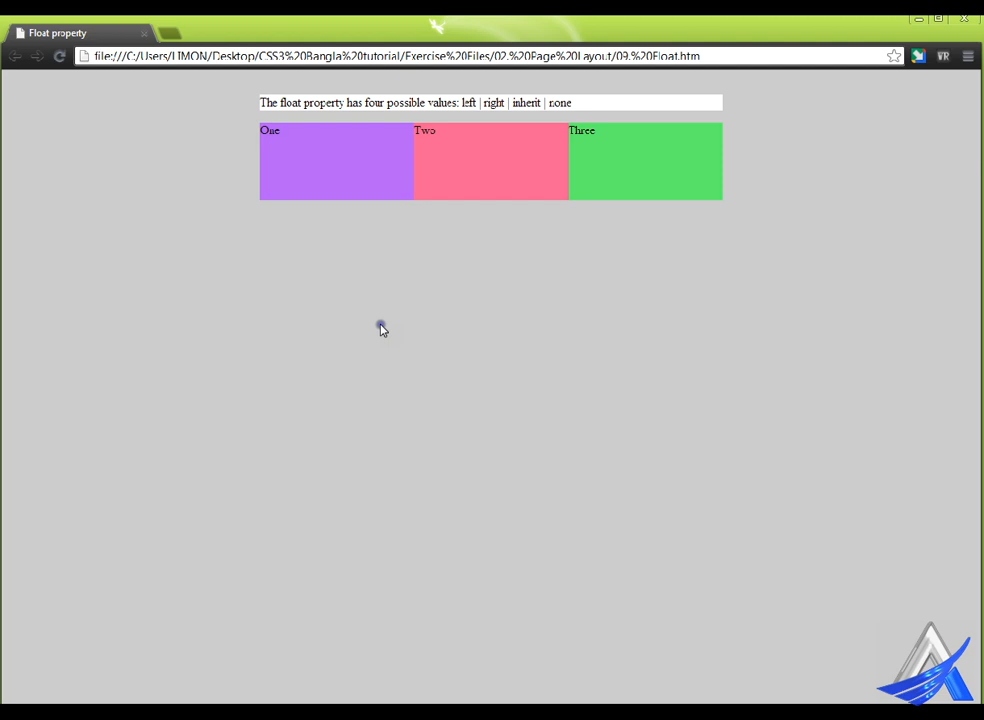 Float property
file:///C:/Users/LIMON/Desktop/CSS3%20Bangla%20tutorial/Exercise%20Files/02.%20Page%20Layout/09.%20Float.htm
The float property has four possible values: left | right | inherit | none
One Two Three